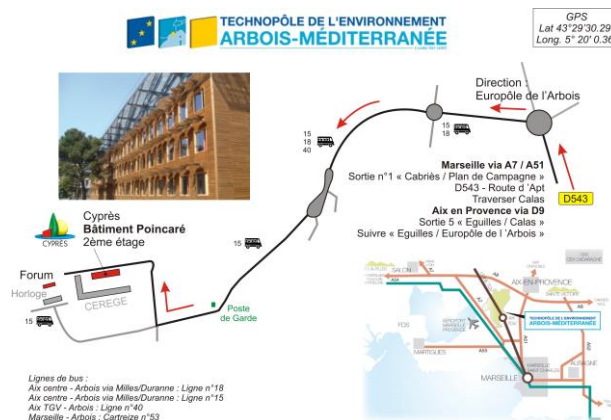 TECHNOPÔLE DE L'ENVIRONNEMENT
ARBOIS-MÉDITERRANÉE
GPS
Lat 43°29'30.29
Long. 5° 20' 0.36
Direction :
Europôle de l'Arbois
15
18
15
18
40
Marseille via A7 / A51
Sortie n°1 « Cabriès / Plan de Campagne »
D543 - Route d 'Apt
Traverser Calas
Aix en Provence via D9
Sortie 5 « Eguilles / Calas »
Suivre « Eguilles / Europôle de l 'Arbois »
D543
Cyprès
Bâtiment Poincaré
2ème étage
CYPRÈS
15
Forum
Horloge
CEREGE
15
Poste
de Garde
SALON
AIX-EN-PROVENCE
TECHNOPÔLE DE L'ENVIRONNEMENT
ARBOIS-MÉDITERRANÉE
FOS
AÉROPORT
MARSEILLE
PROVENCE
MARTIGUES
AUBAGNE
MARSEILLE
Lignes de bus :
Aix centre - Arbois via Milles/Duranne : Ligne n°18
Aix centre - Arbois via Milles/Duranne : Ligne n°15
Aix TGV - Arbois : Ligne n°40
Marseille - Arbois : Cartreize n°53